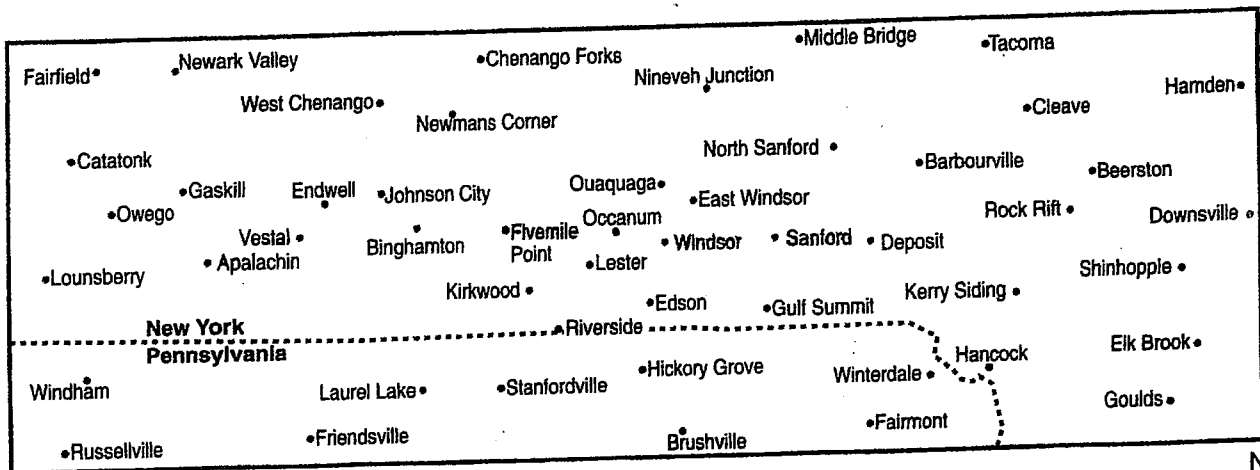 Middle Bridge
Tacoma
Newark Valley
Chenango Forks
Fairfield
Nineveh Junction
Hamden
West Chenango
Cleave
Newmans Corner
North Sanford
Catatonk
Barbourville
Beerston
Gaskill
Endwell
Johnson City
Ouaquaga
East Windsor
Owego
Occanum
Rock Rift
Downsville
Vestal
Binghamton
Fivemile
Point
Windsor
Sanford
Deposit
Apalachin
Lester
Lounsberry
Shinhopple
Kirkwood
Edson
Gulf Summit
Kerry Siding
New York
Riverside
Pennsylvania
Hancock
Elk Brook
Windham
Laurel Lake
Stanfordville
Hickory Grove
Winterdale
Goulds
Friendsville
Fairmont
Russellville
Brushville
N